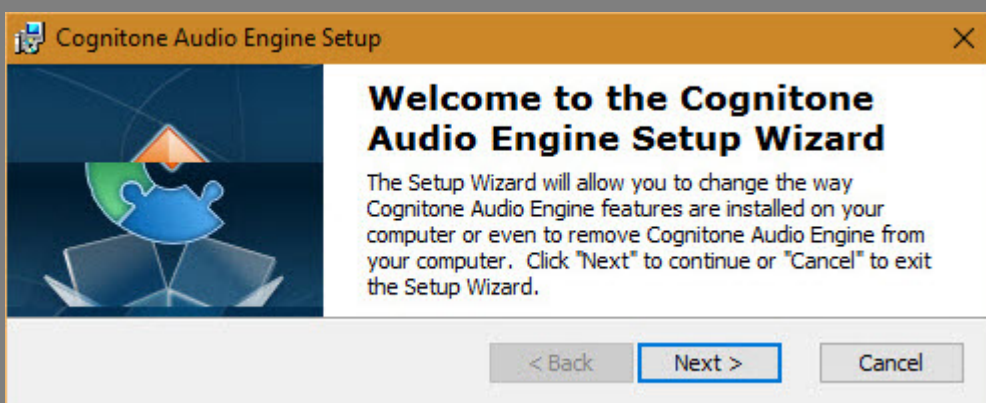 Cognitone Audio Engine Setup
Welcome to the Cognitone
Audio Engine Setup Wizard
The Setup Wizard will allow you to change the way
Cognitone Audio Engine features are installed on your
computer or even to remove Cognitone Audio Engine from
your computer.  Click "Next" to continue or "Cancel" to exit
the Setup Wizard.
< Back
Next >
Cancel